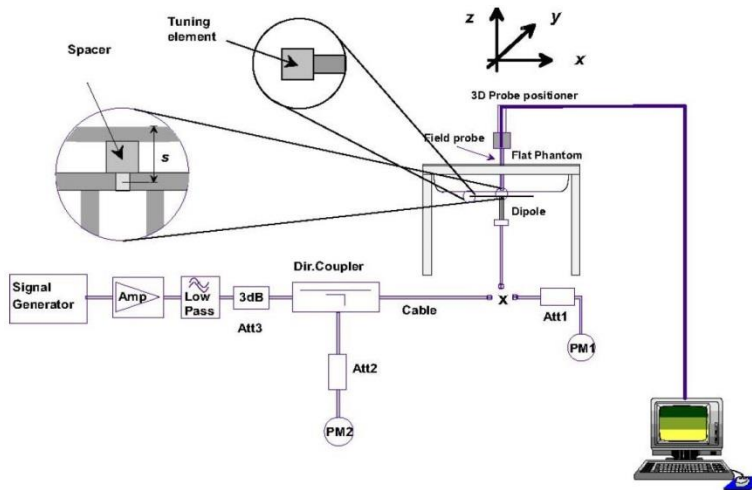 Tuning
element
Spacer
s
z
y
x
3D Probe positioner
Field probe
Flat Phantom
Dipole
Dir.Coupler
Signal
Generator
Amp
Low
Pass
3dB
Att3
Cable
x
Att1
PM1
Att2
PM2